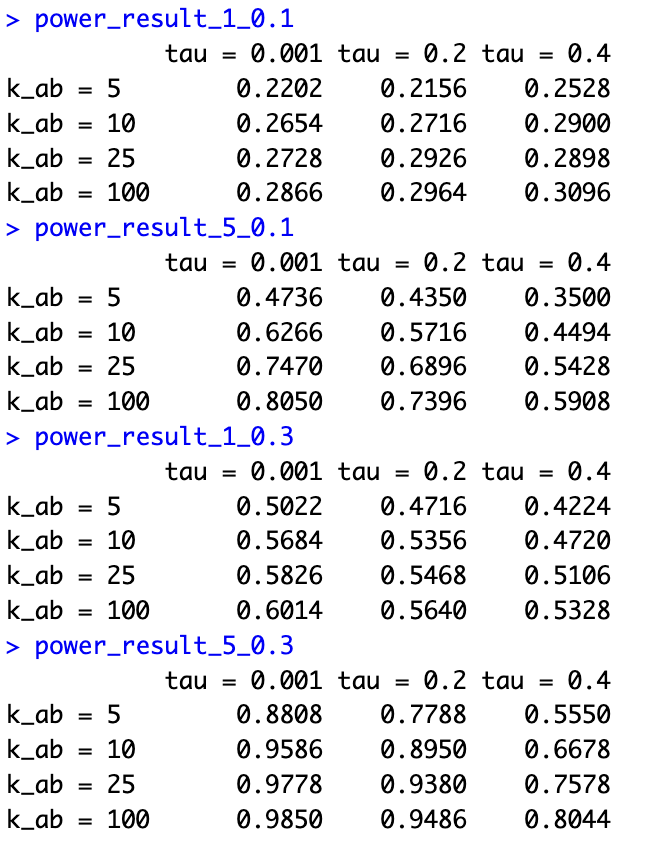 > power_result_1_0.1
tau = 0.001 tau = 0.2 tau = 0.4
k_ab = 5 0.2202 0.2156 0.2528
k_ab = 10 0.2654 0.2716 0.2900
k_ab = 25 0.2728 0.2926 0.2898
k_ab = 100 0.2866 0.2964 0.3096
> power_result_5_0.1
tau = 0.001 tau = 0.2 tau = 0.4
k_ab = 5 0.4736 0.4350 0.3500
k_ab = 10 0.6266 0.5716 0.4494
k_ab = 25 0.7470 0.6896 0.5428
k_ab = 100 0.8050 0.7396 0.5908
> power_result_1_0.3
tau = 0.001 tau = 0.2 tau = 0.4
k_ab = 5 0.5022 0.4716 0.4224
k_ab = 10 0.5684 0.5356 0.4720
k_ab = 25 0.5826 0.5468 0.5106
k_ab = 100 0.6014 0.5640 0.5328
> power_result_5_0.3
tau = 0.001 tau = 0.2 tau = 0.4
k_ab = 5 0.8808 0.7788 0.5550
k_ab = 10 0.9586 0.8950 0.6678
k_ab = 25 0.9778 0.9380 0.7578
k_ab = 100 0.9850 0.9486 0.8044